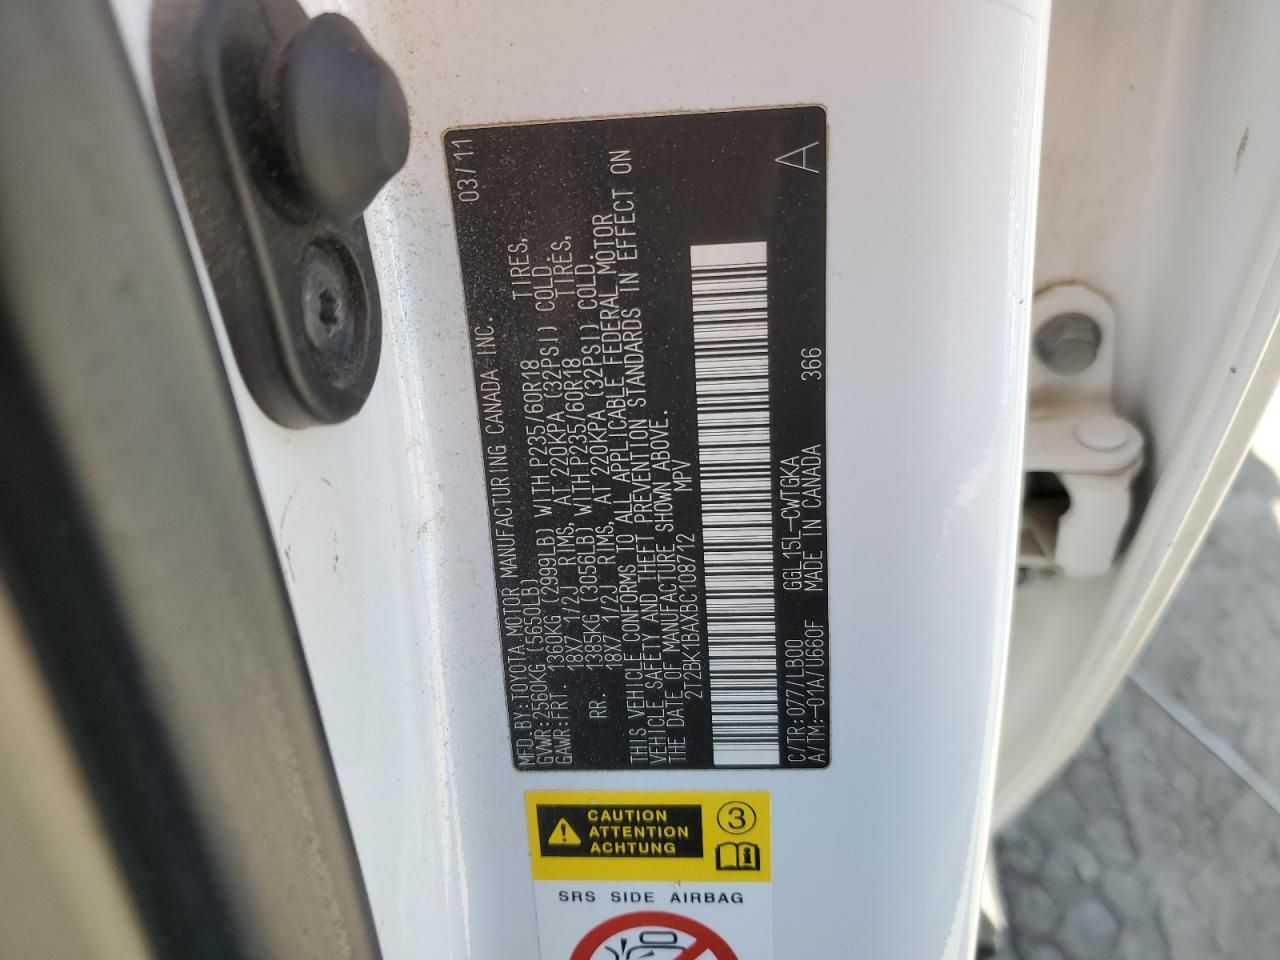 MFD.BY:TOYOTA MOTOR MANUFACTURING CANADA INC. 03/11
GVWR:2560KG (5650LB)
GAWR:FRT. 1360KG (2999LB) WITH P235/60R18 TIRES,
18X7 1/2J RIMS, AT 220KPA (32PSI) COLD.
RR. 1385KG (3056LB) WITH P235/60R18 TIRES,
18X7 1/2J RIMS, AT 220KPA (32PSI) COLD.
THIS VEHICLE CONFORMS TO ALL APPLICABLE FEDERAL MOTOR
VEHICLE SAFETY AND THEFT PREVENTION STANDARDS IN EFFECT ON
THE DATE OF MANUFACTURE SHOWN ABOVE.
2T2BK1BAXBC108712 MPV
C/TR:077/LB00 GGL15L-CWTGKA A
A/TM:-01A/U660F MADE IN CANADA 366
CAUTION
ATTENTION
ACHTUNG
3
SRS SIDE AIRBAG